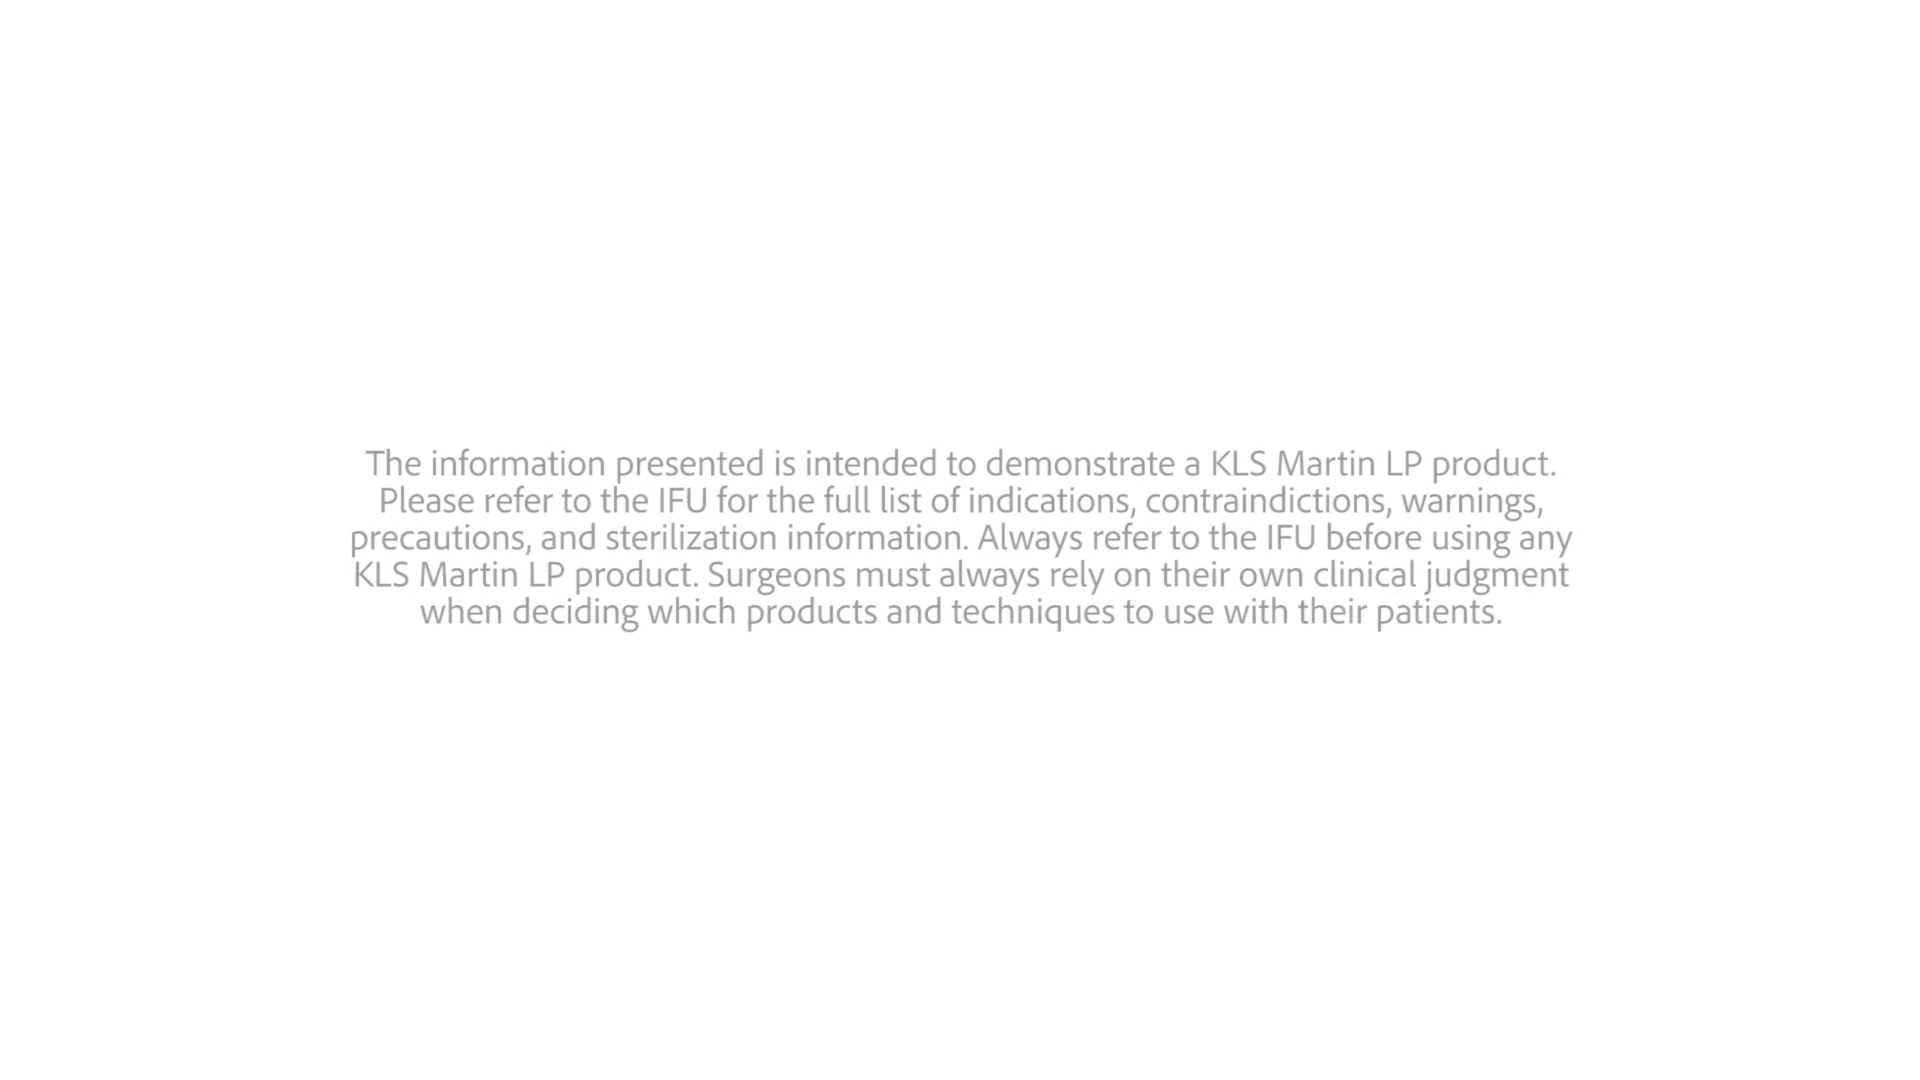 The information presented is intended to demonstrate a KLS Martin LP product.
Please refer to the IFU for the full list of indications, contraindictions, warnings,
precautions, and sterilization information. Always refer to the IFU before using any
KLS Martin LP product. Surgeons must always rely on their own clinical judgment
when deciding which products and techniques to use with their patients.